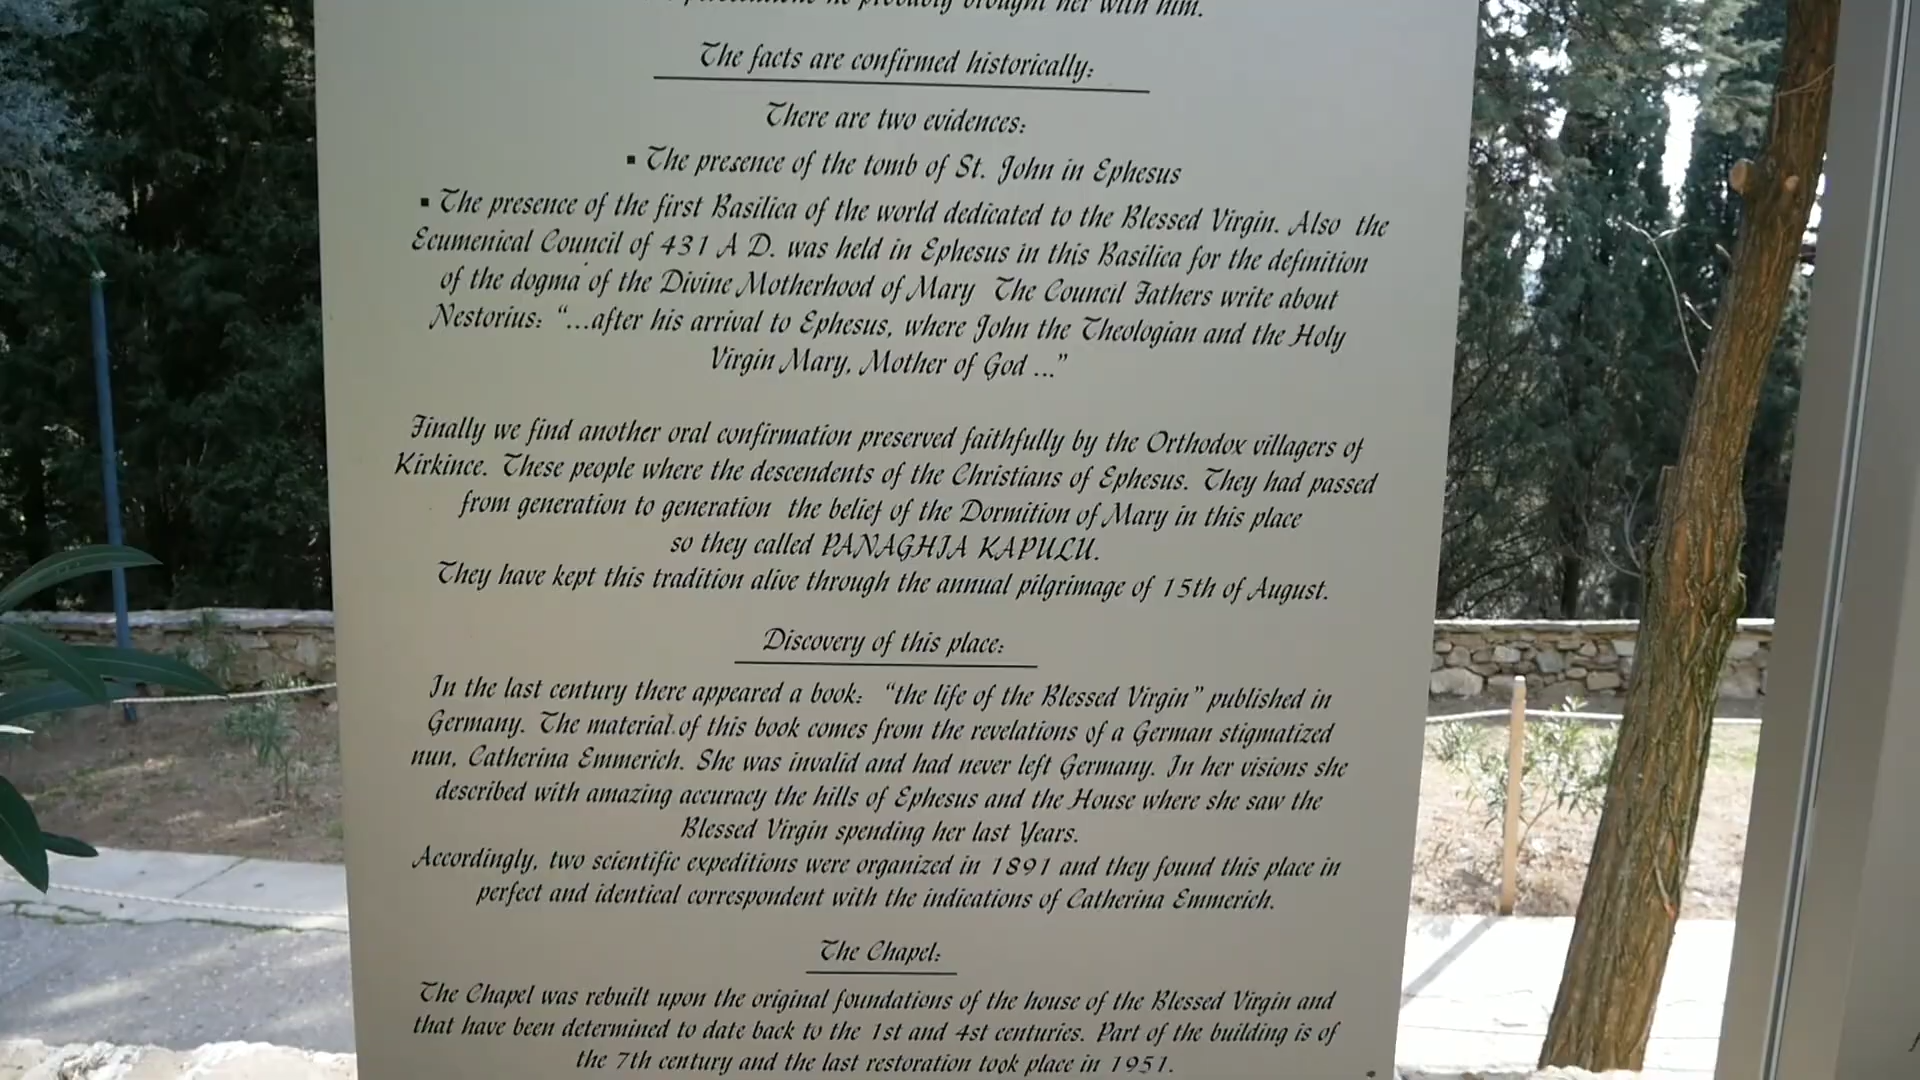 he probably brought her with him.
The facts are confirmed historically:
There are two evidences:
▪ The presence of the tomb of St. John in Ephesus
▪ The presence of the first Basilica of the world dedicated to the Blessed Virgin. Also the
Ecumenical Council of 431 A D. was held in Ephesus in this Basilica for the definition
of the dogma of the Divine Motherhood of Mary The Council Fathers write about
Nestorius: “...after his arrival to Ephesus, where John the Theologian and the Holy
Virgin Mary, Mother of God ...”
Finally we find another oral confirmation preserved faithfully by the Orthodox villagers of
Kirkince. These people where the descendents of the Christians of Ephesus. They had passed
from generation to generation the belief of the Dormition of Mary in this place
so they called PANAGHIA KAPULU.
They have kept this tradition alive through the annual pilgrimage of 15th of August.
Discovery of this place:
In the last century there appeared a book: “the life of the Blessed Virgin” published in
Germany. The material of this book comes from the revelations of a German stigmatized
nun, Catherina Emmerich. She was invalid and had never left Germany. In her visions she
described with amazing accuracy the hills of Ephesus and the House where she saw the
Blessed Virgin spending her last Years.
Accordingly, two scientific expeditions were organized in 1891 and they found this place in
perfect and identical correspondent with the indications of Catherina Emmerich.
The Chapel:
The Chapel was rebuilt upon the original foundations of the house of the Blessed Virgin and
that have been determined to date back to the 1st and 4st centuries. Part of the building is of
the 7th century and the last restoration took place in 1951.